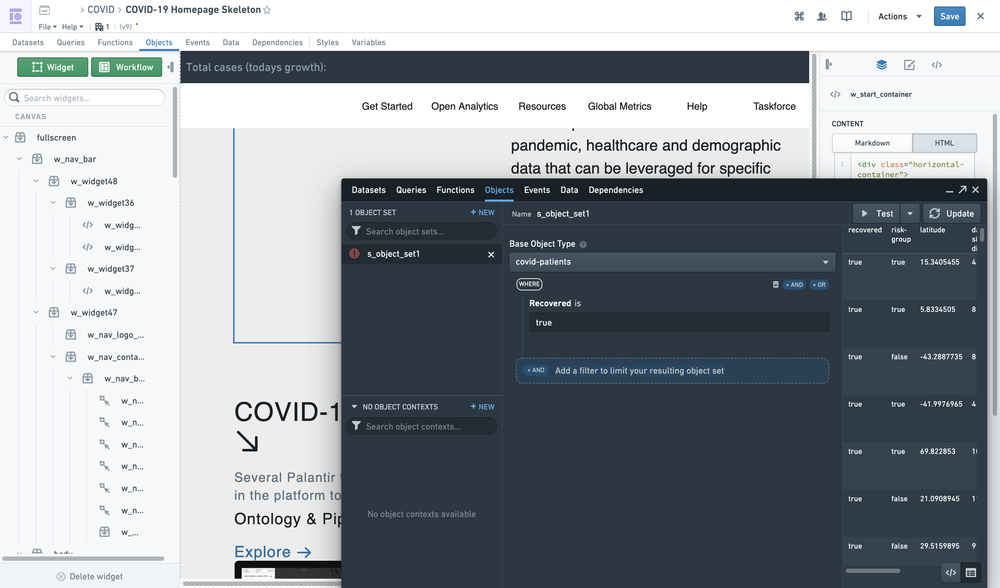 COVID
COVID-19 Homepage Skeleton
File
Help
1
(v9)
Actions
Save
Datasets
Queries
Functions
Objects
Events
Data
Dependencies
Styles
Variables
Widget
Workflow
Search widgets...
CANVAS
fullscreen
w_nav_bar
w_widget48
w_widget36
w_widg...
w_widg...
w_widget37
w_widg...
w_widget47
w_nav_logo_...
w_nav_conta...
w_nav_b...
w_n...
w_n...
w_n...
w_n...
w_n...
w_n...
w_...
body
Delete widget
Total cases (todays growth):
Get Started
Open Analytics
Resources
Global Metrics
Help
Taskforce
pandemic, healthcare and demographic
data that can be leveraged for specific
COVID-1
Several Palantir
in the platform to
Ontology & Pip
Explore →
w_start_container
CONTENT
Markdown
HTML
1
<div class="horizontal-
container">
Datasets
Queries
Functions
Objects
Events
Data
Dependencies
1 OBJECT SET
+ NEW
Search object sets...
s_object_set1
NO OBJECT CONTEXTS
+ NEW
Search object contexts...
No object contexts available
Name s_object_set1
Test
Update
Base Object Type
covid-patients
WHERE
+ AND
+ OR
Recovered is
true
+ AND
Add a filter to limit your resulting object set
recovered risk-group latitude
true true 15.3405455 4
true true 5.8334505 8
true false -43.2887735 8
true true -41.9976965 4
true true 69.822853
true false 21.0908945
true false 29.5159895 9